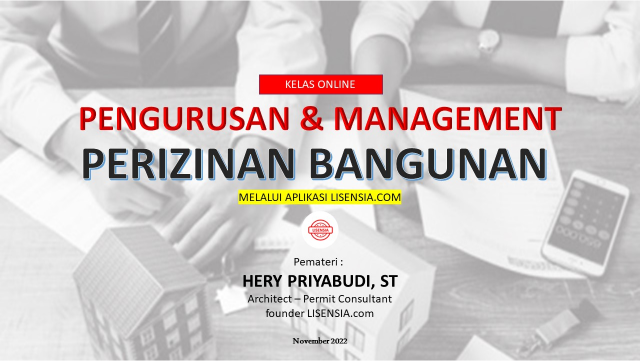 KELAS ONLINE
PENGURUSAN & MANAGEMENT
PERIZINAN BANGUNAN
MELALUI APLIKASI LISENSIA.COM
LISENSIA
Pemateri :
HERY PRIYABUDI, ST
Architect – Permit Consultant
founder LISENSIA.com
November 2022